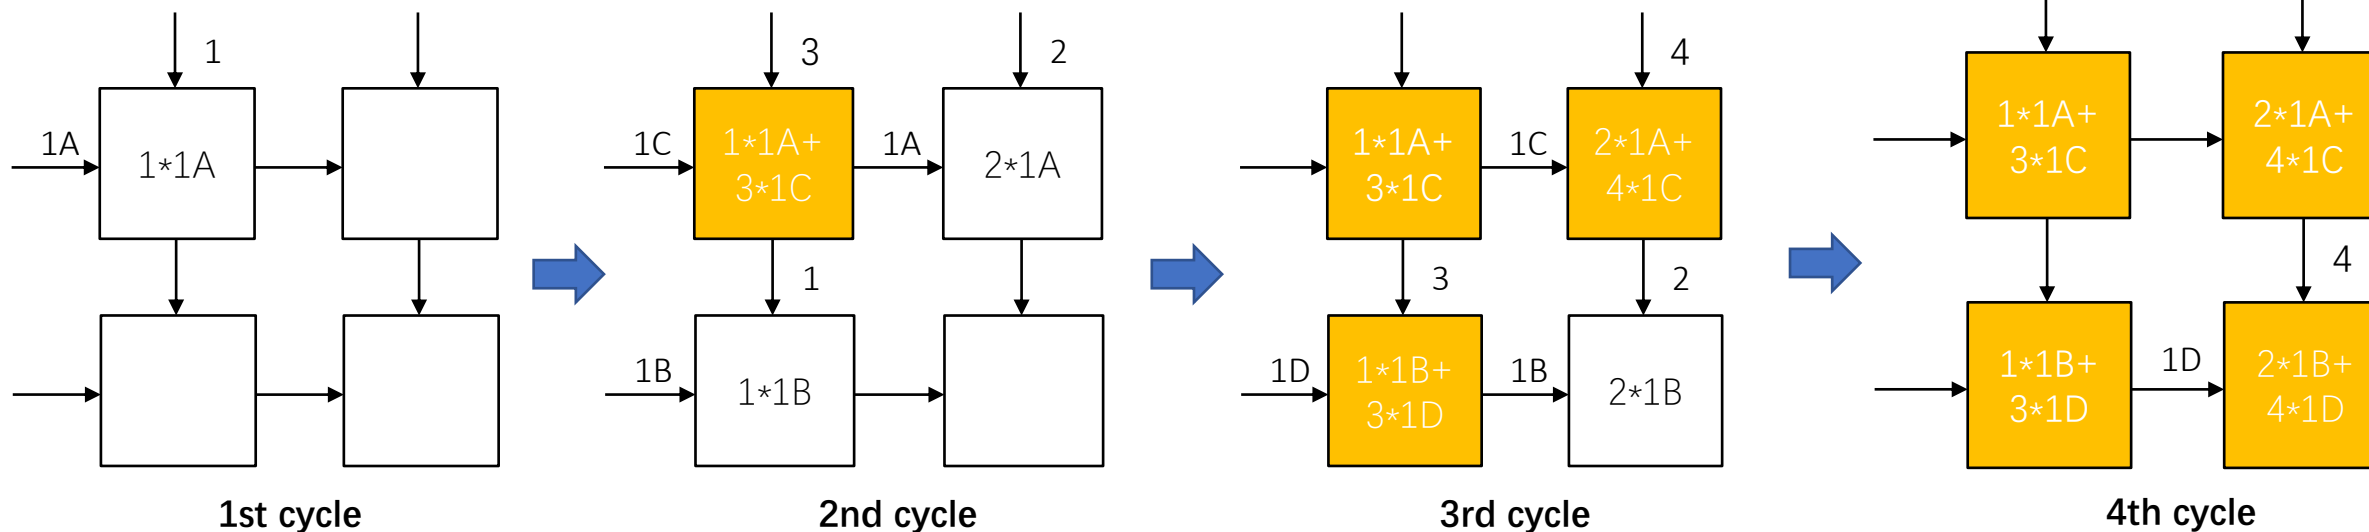 1
1A
1*1A
1st cycle
3
2
1C
1*1A+
3*1C
1A
2*1A
1
1B
1*1B
2nd cycle
4
1*1A+
3*1C
1C
2*1A+
4*1C
3
2
1D
1*1B+
3*1D
1B
2*1B
3rd cycle
1*1A+
3*1C
2*1A+
4*1C
4
1*1B+
3*1D
1D
2*1B+
4*1D
4th cycle